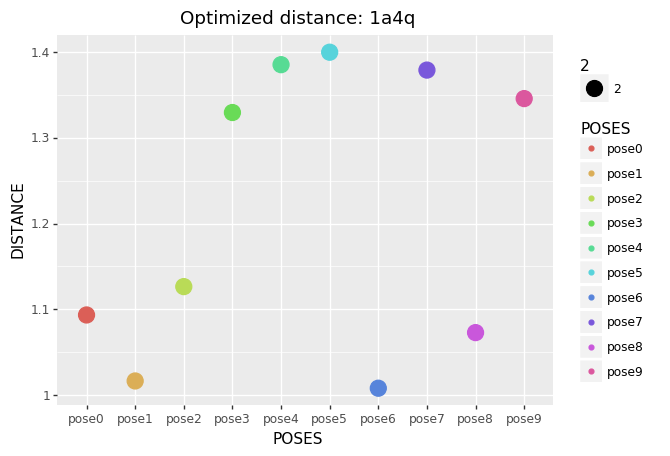 Optimized distance: 1a4q
DISTANCE
1.4
1.3
1.2
1.1
1
pose0 pose1 pose2 pose3 pose4 pose5 pose6 pose7 pose8 pose9
POSES
2
2
POSES
pose0
pose1
pose2
pose3
pose4
pose5
pose6
pose7
pose8
pose9